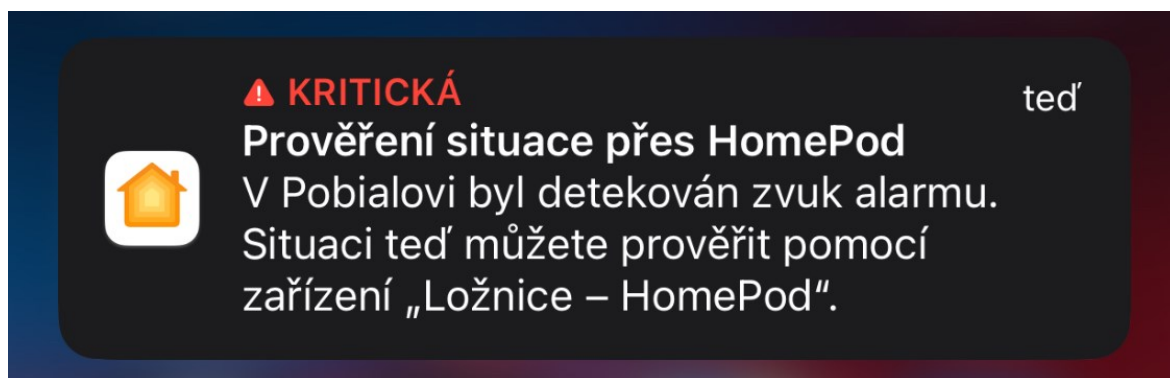 KRITICKÁ
teď
Prověření situace přes HomePod
V Pobialovi byl detekován zvuk alarmu.
Situaci teď můžete prověřit pomocí
zařízení „Ložnice – HomePod“.